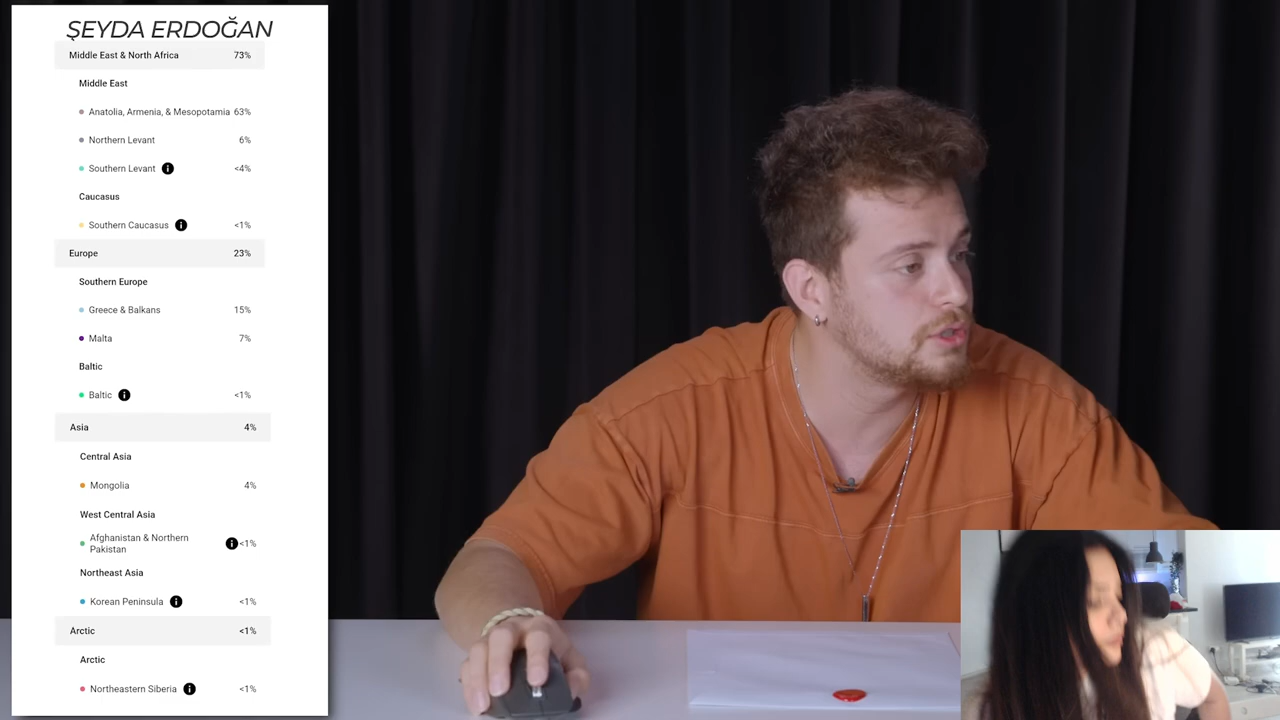 ŞEYDA ERDOĞAN
Middle East & North Africa 73%
Middle East
Anatolia, Armenia, & Mesopotamia 63%
Northern Levant 6%
Southern Levant <4%
Caucasus
Southern Caucasus <1%
Europe 23%
Southern Europe
Greece & Balkans 15%
Malta 7%
Baltic
Baltic <1%
Asia 4%
Central Asia
Mongolia 4%
West Central Asia
Afghanistan & Northern
Pakistan <1%
Northeast Asia
Korean Peninsula <1%
Arctic <1%
Arctic
Northeastern Siberia <1%